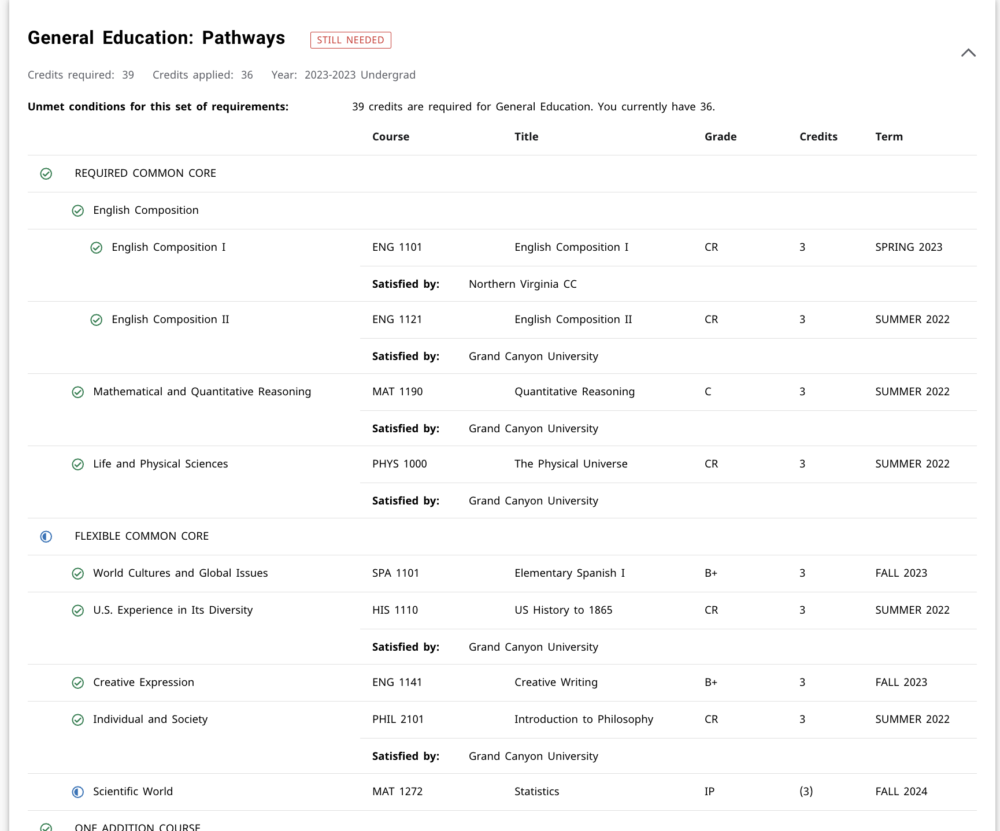 General Education: Pathways STILL NEEDED
Credits required: 39 Credits applied: 36 Year: 2023-2023 Undergrad
Unmet conditions for this set of requirements: 39 credits are required for General Education. You currently have 36.
Course Title Grade Credits Term
REQUIRED COMMON CORE
English Composition
English Composition I ENG 1101 English Composition I CR 3 SPRING 2023
Satisfied by: Northern Virginia CC
English Composition II ENG 1121 English Composition II CR 3 SUMMER 2022
Satisfied by: Grand Canyon University
Mathematical and Quantitative Reasoning MAT 1190 Quantitative Reasoning C 3 SUMMER 2022
Satisfied by: Grand Canyon University
Life and Physical Sciences PHYS 1000 The Physical Universe CR 3 SUMMER 2022
Satisfied by: Grand Canyon University
FLEXIBLE COMMON CORE
World Cultures and Global Issues SPA 1101 Elementary Spanish I B+ 3 FALL 2023
U.S. Experience in Its Diversity HIS 1110 US History to 1865 CR 3 SUMMER 2022
Satisfied by: Grand Canyon University
Creative Expression ENG 1141 Creative Writing B+ 3 FALL 2023
Individual and Society PHIL 2101 Introduction to Philosophy CR 3 SUMMER 2022
Satisfied by: Grand Canyon University
Scientific World MAT 1272 Statistics IP (3) FALL 2024
ONE ADDITION COURSE